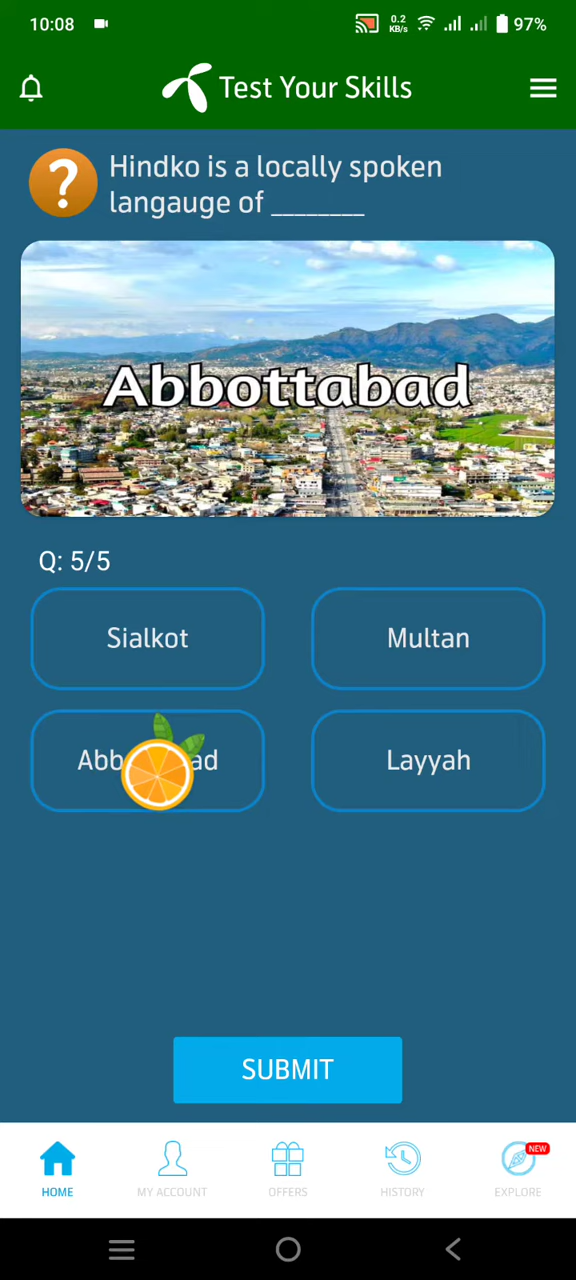 10:08
0.2
KB/s
97%
Test Your Skills
?
Hindko is a locally spoken
langauge of ________
Abbottabad
Q: 5/5
Sialkot
Multan
Layyah
SUBMIT
NEW
HOME
MY ACCOUNT
OFFERS
HISTORY
EXPLORE